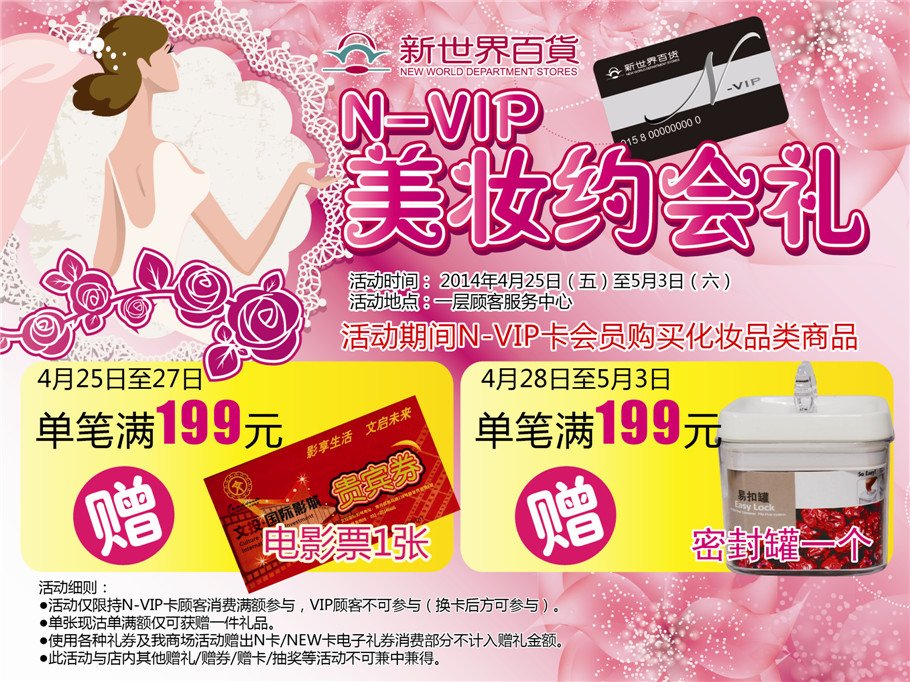 新世界百貨
NEW WORLD DEPARTMENT STORES
新世界百貨
NEW WORLD DEPARTMENT STORES
N-VIP
015 8 00000000 0
N-VIP
美妆约会礼
活动时间： 2014年4月25日（五）至5月3日（六）
活动地点：一层顾客服务中心
活动期间N-VIP卡会员购买化妆品类商品
4月25日至27日
单笔满199元
赠
影享生活 文启未来
贵宾券
国际影城
电影票1张
4月28日至5月3日
单笔满199元
赠
So Easy!
易扣罐
Easy Lock
密封罐一个
活动细则：
●活动仅限持N-VIP卡顾客消费满额参与，VIP顾客不可参与（换卡后方可参与）。
●单张现沽单满额仅可获赠一件礼品。
●使用各种礼券及我商场活动赠出N卡/NEW卡电子礼券消费部分不计入赠礼金额。
●此活动与店内其他赠礼/赠券/赠卡/抽奖等活动不可兼中兼得。